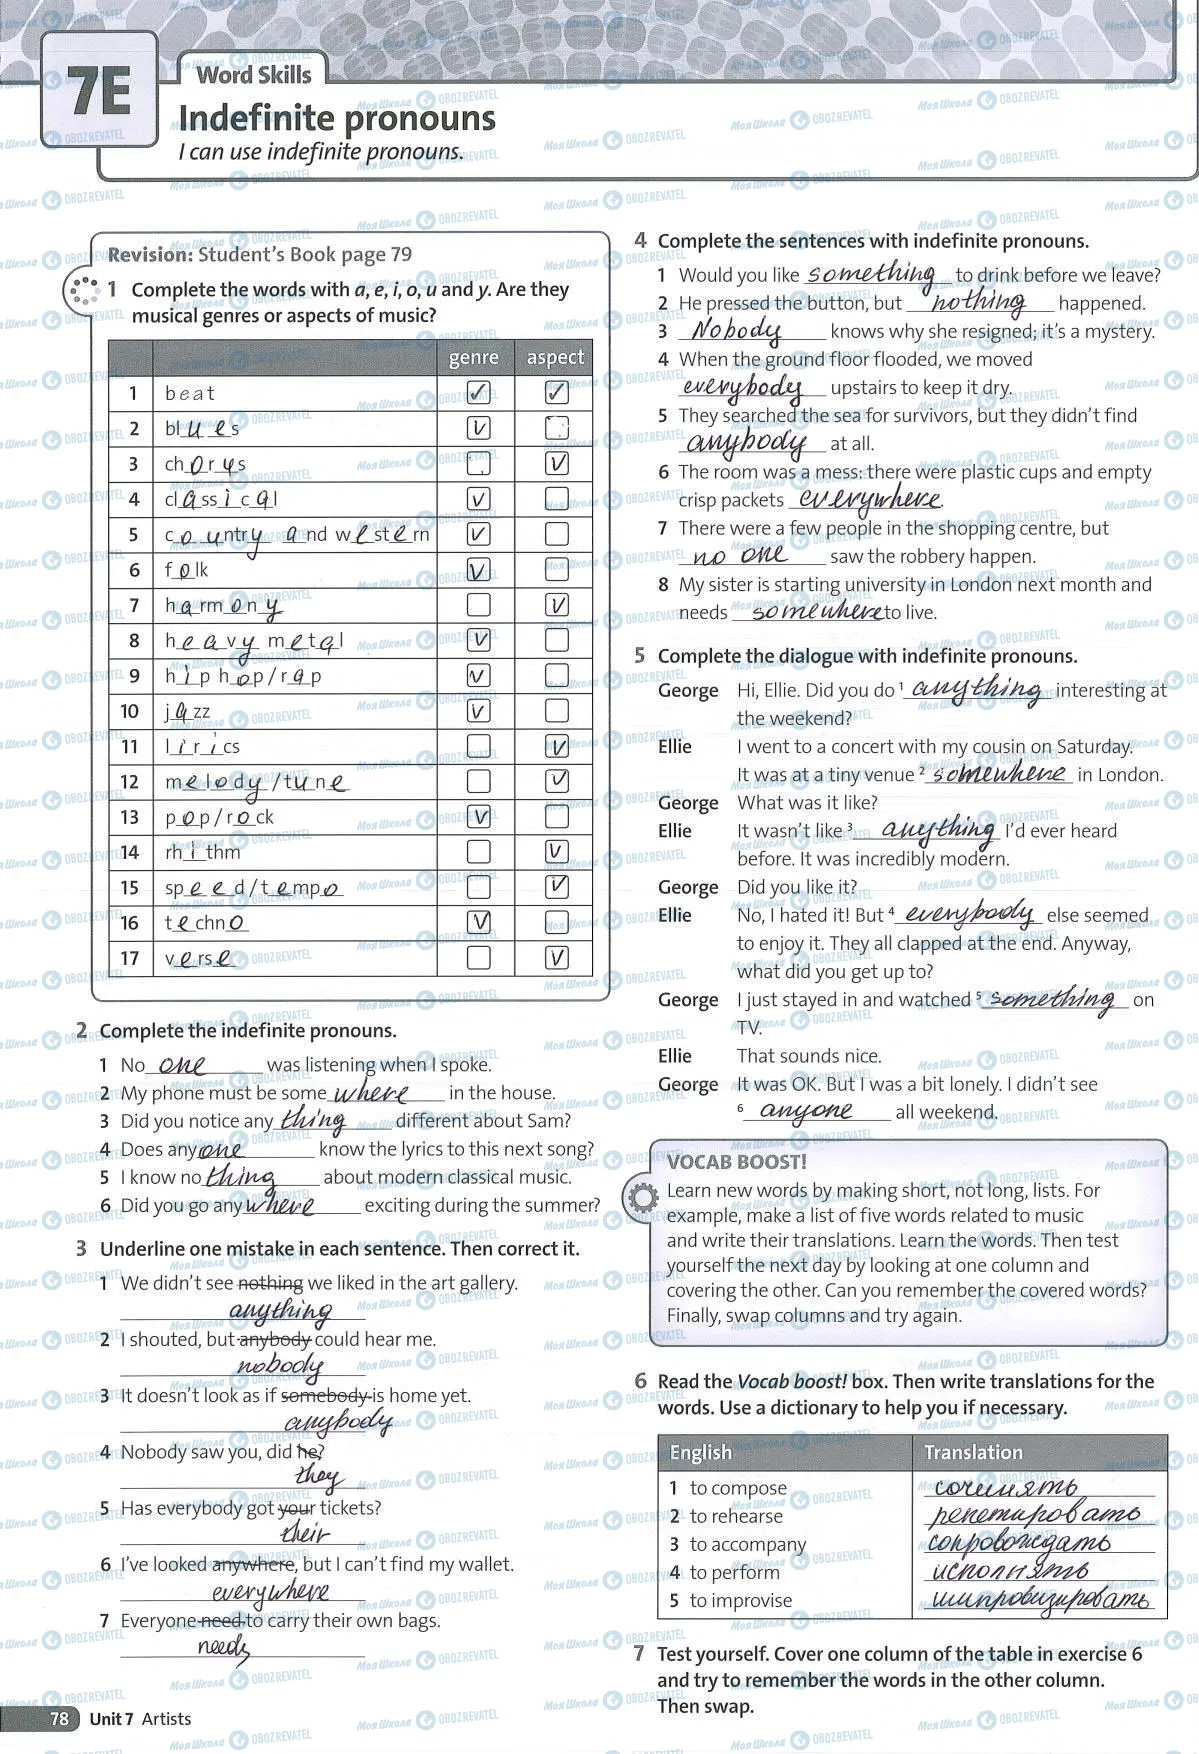 7E
Word Skills
Indefinite pronouns
I can use indefinite pronouns.
Revision: Student's Book page 79
1 Complete the words with a, e, i, o, u and y. Are they
musical genres or aspects of music?
genre aspect
1 beat ✓ ✓
2 blues V
3 chorys V
4 classical V
5 country and western V
6 folk V
7 harmony V
8 heavy metal V
9 hip hop / rap V
10 jazz V
11 lirics V
12 melody / tune V
13 pop / rock V
14 rhithm V
15 speed / tempo V
16 techno V
17 verse V
2 Complete the indefinite pronouns.
1 No one was listening when I spoke.
2 My phone must be some where in the house.
3 Did you notice any thing different about Sam?
4 Does any one know the lyrics to this next song?
5 I know no thing about modern classical music.
6 Did you go any where exciting during the summer?
3 Underline one mistake in each sentence. Then correct it.
1 We didn't see nothing we liked in the art gallery.
anything
2 I shouted, but anybody could hear me.
nobody
3 It doesn't look as if somebody is home yet.
anybody
4 Nobody saw you, did he?
they
5 Has everybody got your tickets?
their
6 I've looked anywhere, but I can't find my wallet.
everywhere
7 Everyone need to carry their own bags.
needs
78 Unit 7 Artists
4 Complete the sentences with indefinite pronouns.
1 Would you like something to drink before we leave?
2 He pressed the button, but nothing happened.
3 Nobody knows why she resigned; it's a mystery.
4 When the ground floor flooded, we moved
everybody upstairs to keep it dry.
5 They searched the sea for survivors, but they didn't find
anybody at all.
6 The room was a mess: there were plastic cups and empty
crisp packets everywhere.
7 There were a few people in the shopping centre, but
no one saw the robbery happen.
8 My sister is starting university in London next month and
needs somewhere to live.
5 Complete the dialogue with indefinite pronouns.
George Hi, Ellie. Did you do 1 anything interesting at
the weekend?
Ellie I went to a concert with my cousin on Saturday.
It was at a tiny venue 2 somewhere in London.
George What was it like?
Ellie It wasn't like 3 anything I'd ever heard
before. It was incredibly modern.
George Did you like it?
Ellie No, I hated it! But 4 everybody else seemed
to enjoy it. They all clapped at the end. Anyway,
what did you get up to?
George I just stayed in and watched 5 something on
TV.
Ellie That sounds nice.
George It was OK. But I was a bit lonely. I didn't see
6 anyone all weekend.
VOCAB BOOST!
Learn new words by making short, not long, lists. For
example, make a list of five words related to music
and write their translations. Learn the words. Then test
yourself the next day by looking at one column and
covering the other. Can you remember the covered words?
Finally, swap columns and try again.
6 Read the Vocab boost! box. Then write translations for the
words. Use a dictionary to help you if necessary.
English Translation
1 to compose сочинять
2 to rehearse репетировать
3 to accompany сопровождать
4 to perform исполнять
5 to improvise импровизировать
7 Test yourself. Cover one column of the table in exercise 6
and try to remember the words in the other column.
Then swap.
Моя Школа OBOZREVATEL